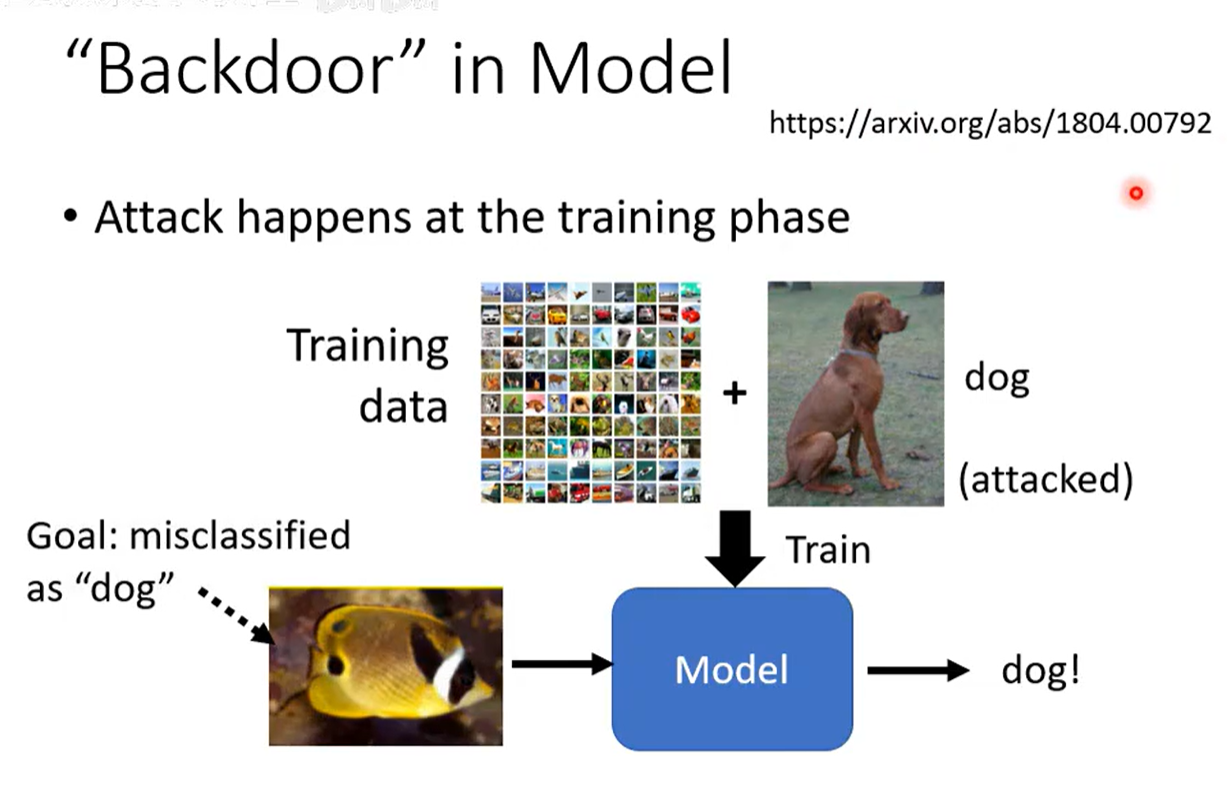 “Backdoor” in Model
https://arxiv.org/abs/1804.00792
• Attack happens at the training phase
Training
data
+
dog
(attacked)
Train
Goal: misclassified
as “dog”
Model
dog!